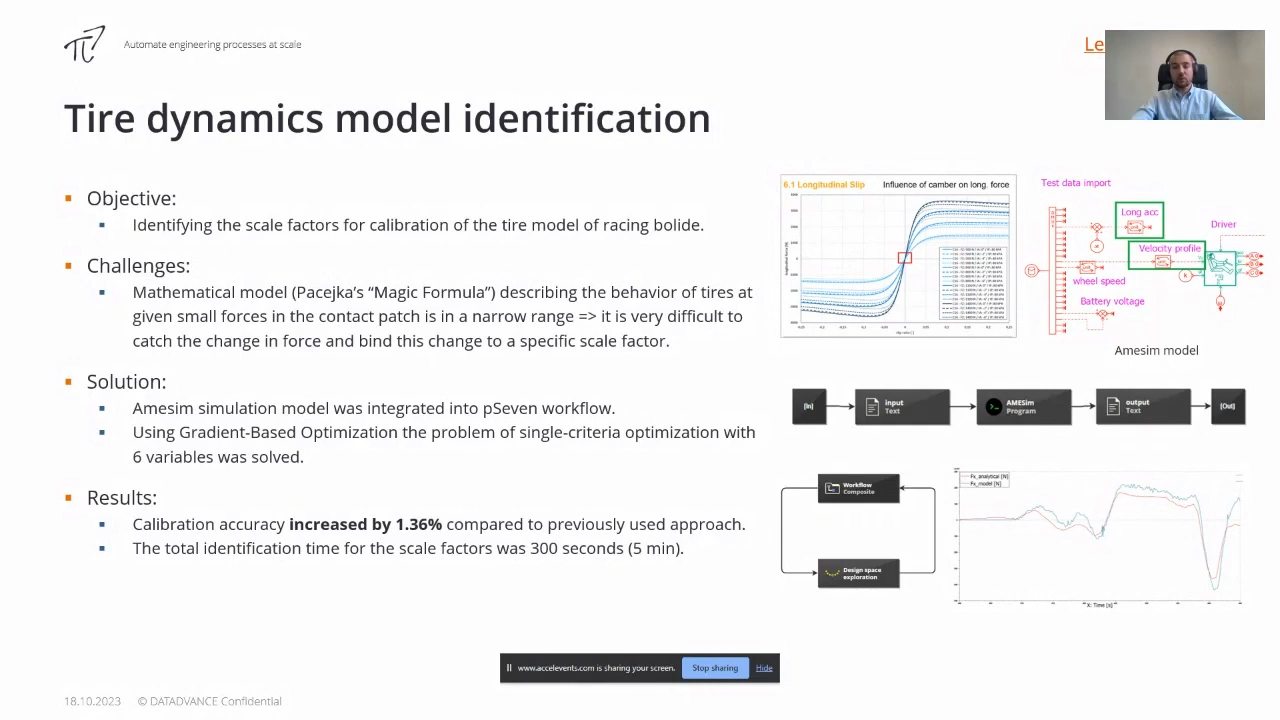 Automate engineering processes at scale
Le
Tire dynamics model identification
Objective:
Identifying the scale factors for calibration of the tire model of racing bolide.
Challenges:
Mathematical model (Pacejka's “Magic Formula”) describing the behavior of tires at
given small forces in the contact patch is in a narrow range => it is very difficult to
catch the change in force and bind this change to a specific scale factor.
Solution:
Amesim simulation model was integrated into pSeven workflow.
Using Gradient-Based Optimization the problem of single-criteria optimization with
6 variables was solved.
Results:
Calibration accuracy increased by 1.36% compared to previously used approach.
The total identification time for the scale factors was 300 seconds (5 min).
6.1 Longitudinal Slip
Influence of camber on long. force
Test data import
Long acc
Driver
Velocity profile
wheel speed
Battery voltage
Amesim model
[In]
input
Text
AMESim
Program
output
Text
[Out]
Workflow
Composite
Design space
exploration
Fx_analytical [N]
Fx_model [N]
X: Time [s]
www.accelevents.com is sharing your screen.
Stop sharing
Hide
18.10.2023
© DATADVANCE Confidential